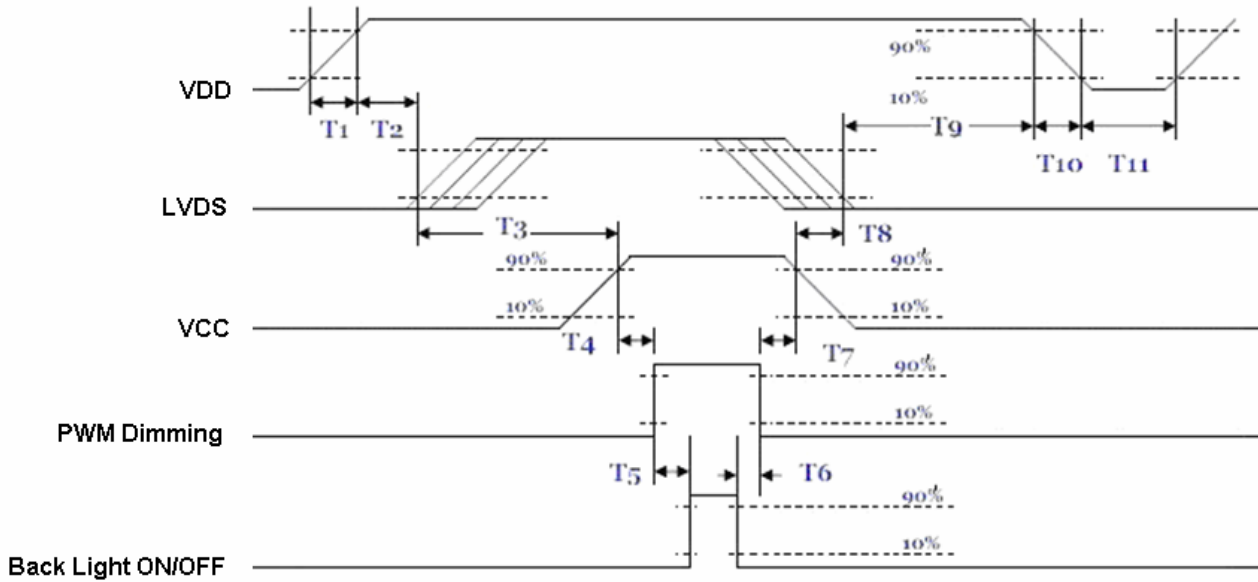 90%
VDD
10%
T1 T2 T9 T10 T11
LVDS
T3 T8
90% 90%
10% 10%
VCC
T4 T7
90%
10%
PWM Dimming
T5 T6
90%
10%
Back Light ON/OFF